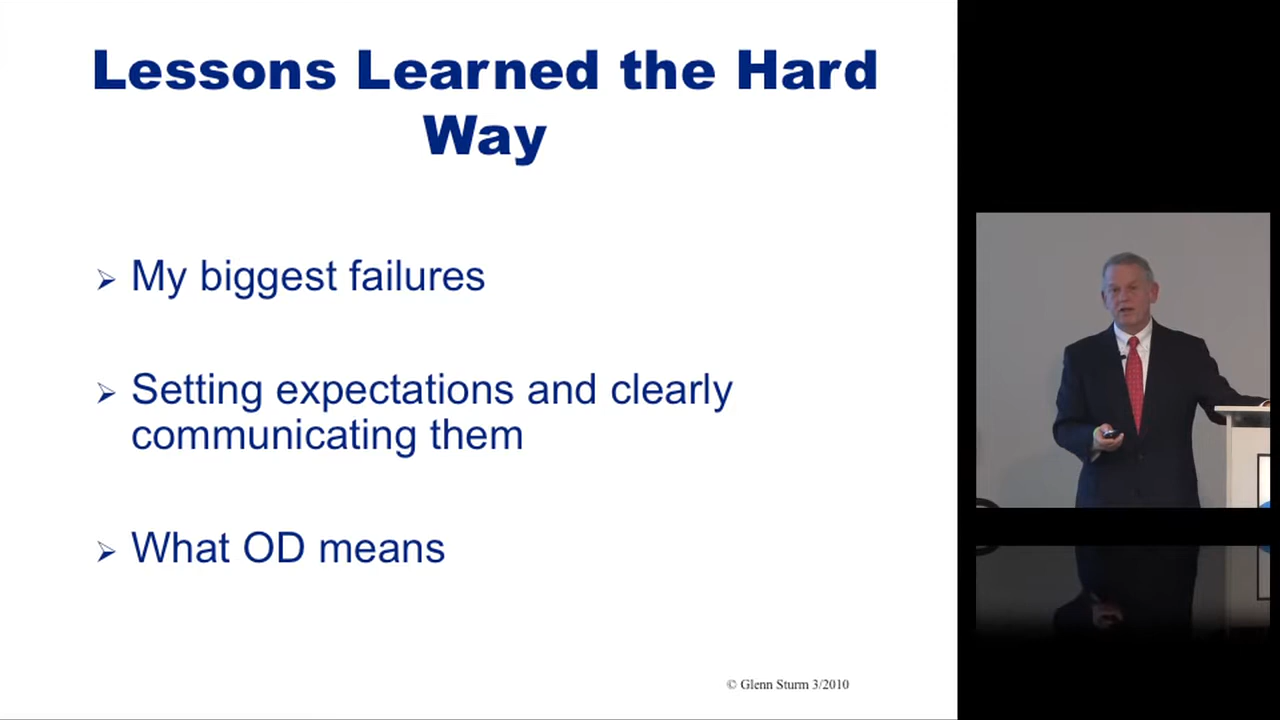 Lessons Learned the Hard
Way
My biggest failures
Setting expectations and clearly
communicating them
What OD means
© Glenn Sturm 3/2010